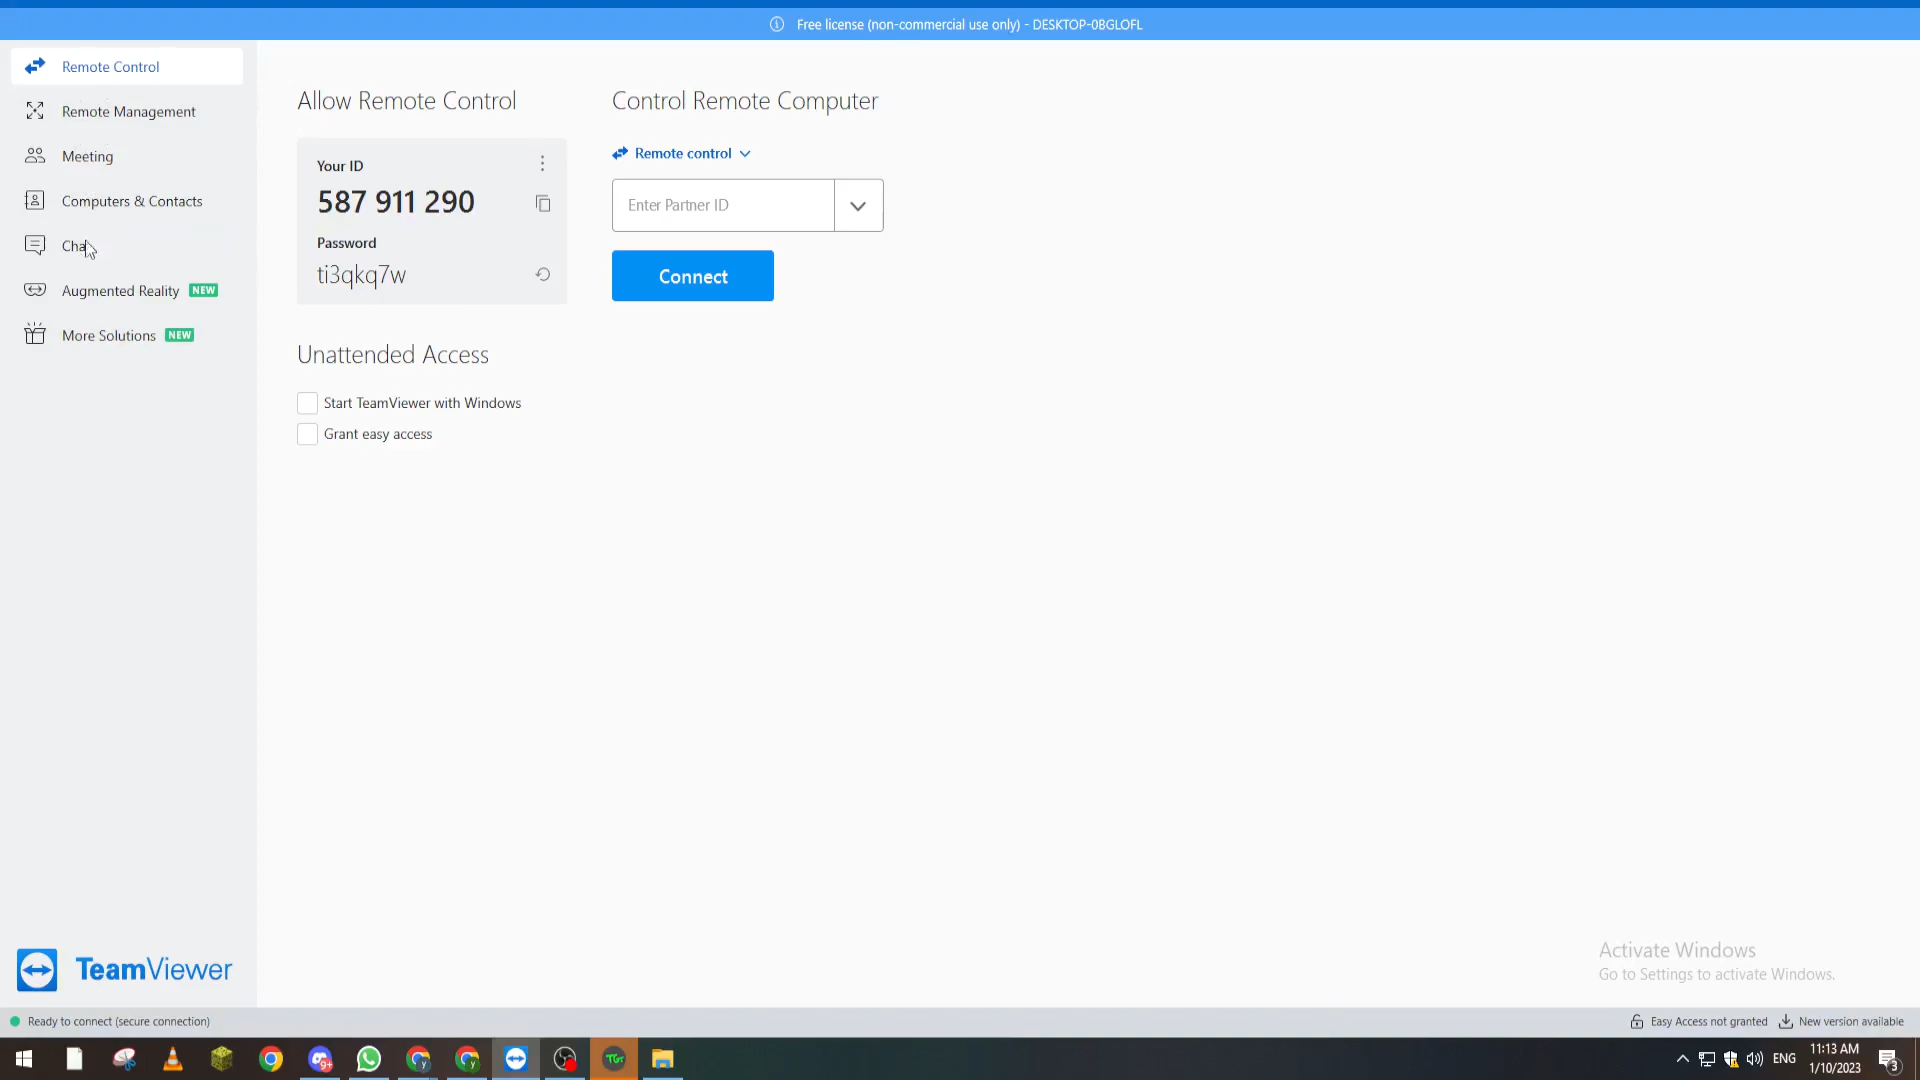 Free license (non-commercial use only) - DESKTOP-0BGLOFL
Remote Control
Remote Management
Meeting
Computers & Contacts
Cha
Augmented Reality NEW
More Solutions NEW
Allow Remote Control
Your ID
587 911 290
Password
ti3qkq7w
Unattended Access
Start TeamViewer with Windows
Grant easy access
Control Remote Computer
Remote control
Enter Partner ID
Connect
TeamViewer
Activate Windows
Go to Settings to activate Windows.
Ready to connect (secure connection)
Easy Access not granted
New version available
9+
y
y
TGs
ENG
11:13 AM
1/10/2023
3